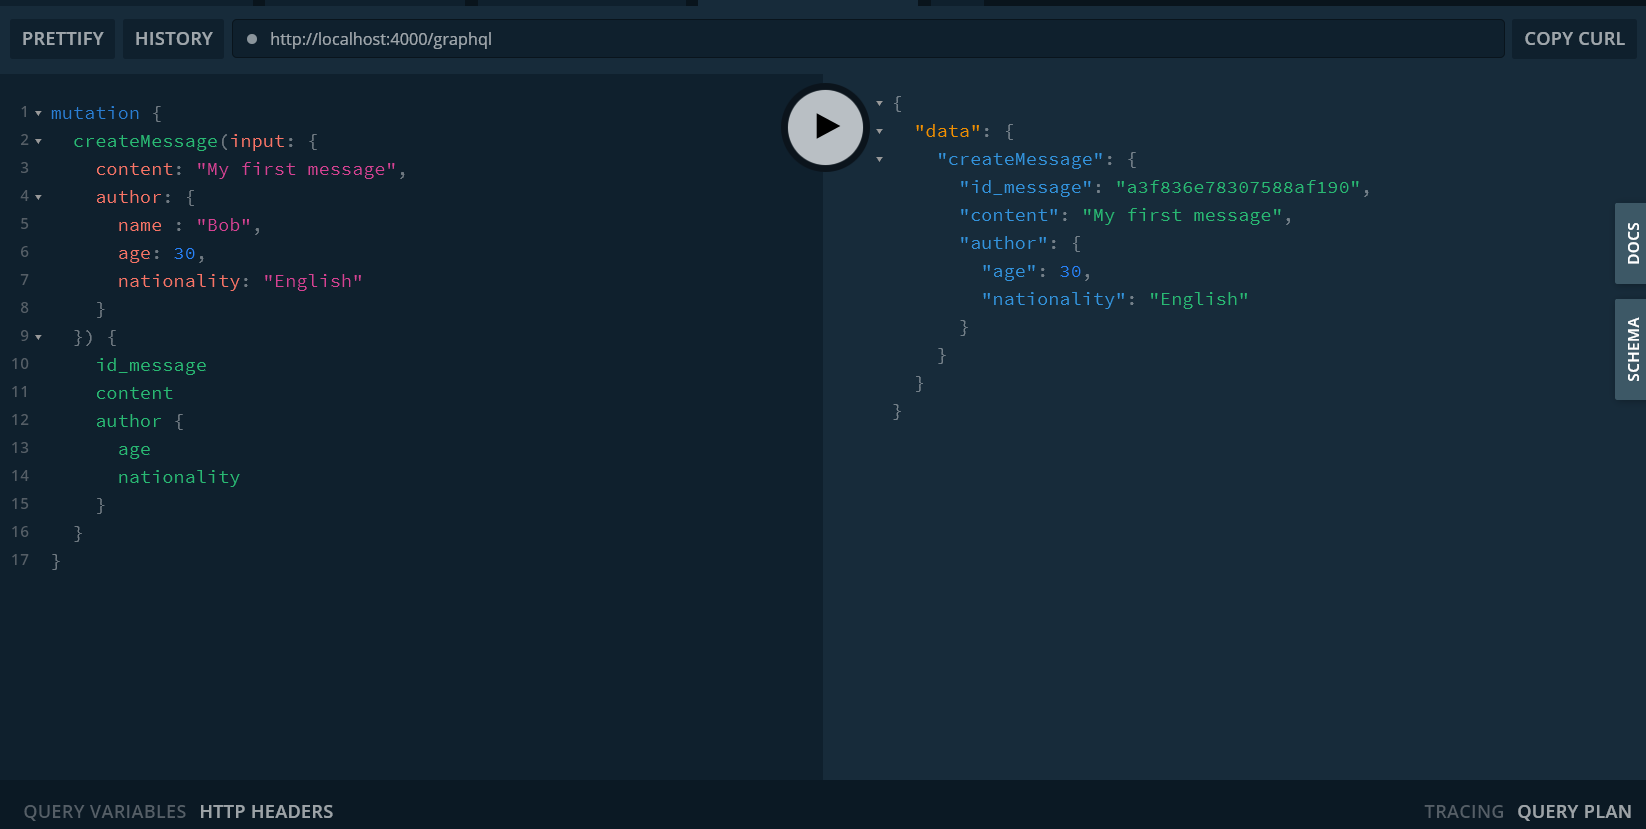 PRETTIFY HISTORY http://localhost:4000/graphql COPY CURL
1 mutation {
2 createMessage(input: {
3 content: "My first message",
4 author: {
5 name : "Bob",
6 age: 30,
7 nationality: "English"
8 }
9 }) {
10 id_message
11 content
12 author {
13 age
14 nationality
15 }
16 }
17 }
{
"data": {
"createMessage": {
"id_message": "a3f836e78307588af190",
"content": "My first message",
"author": {
"age": 30,
"nationality": "English"
}
}
}
}
DOCS
SCHEMA
QUERY VARIABLES HTTP HEADERS TRACING QUERY PLAN